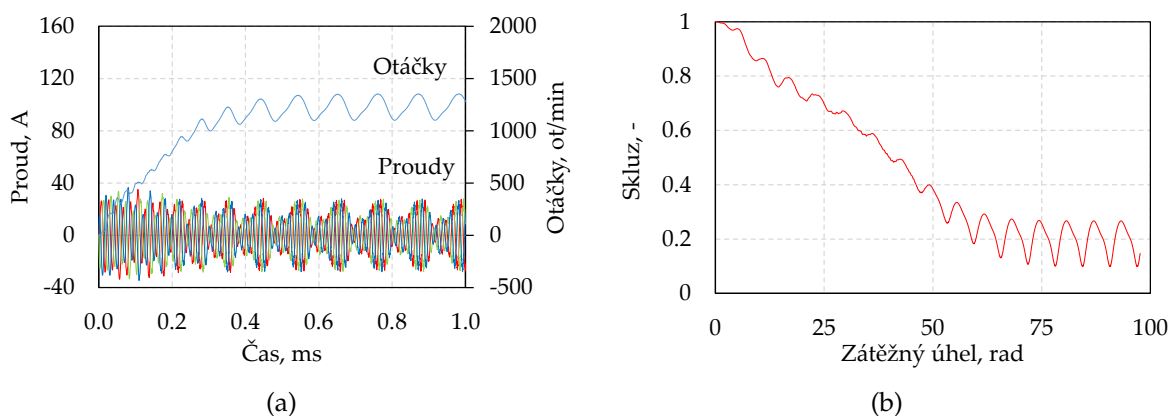 160
120
80
40
0
-40
Proud, A
2000
1500
1000
500
0
-500
Otáčky, ot/min
Otáčky
Proudy
0.0 0.2 0.4 0.6 0.8 1.0
Čas, ms
(a)
1
0.8
0.6
0.4
0.2
0
Skluz, -
0 25 50 75 100
Zátěžný úhel, rad
(b)